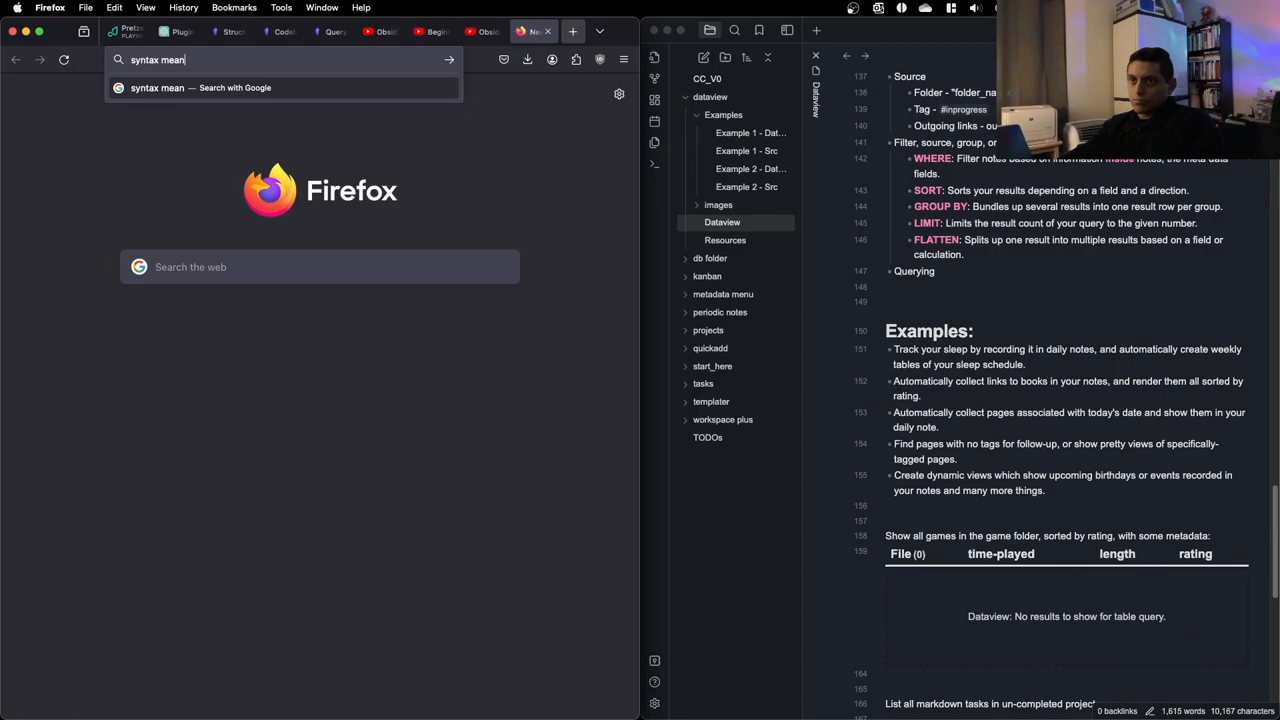 Firefox File Edit View History Bookmarks Tools Window Help
Pretze
PLAYING
Plugin
Struct
Codeb
Query
Obsid
Begin
Obsid
New
syntax mean
syntax mean — Search with Google
Firefox
Search the web
CC_V0
dataview
Examples
Example 1 - Dat...
Example 1 - Src
Example 2 - Dat...
Example 2 - Src
images
Dataview
Resources
db folder
kanban
metadata menu
periodic notes
projects
quickadd
start_here
tasks
templater
workspace plus
TODOs
Dataview
137 Source
138 Folder - "folder_na
139 Tag - #inprogress
140 Outgoing links - ou
141 Filter, source, group, or
142 WHERE: Filter notes based on information inside notes, the meta data
fields.
143 SORT: Sorts your results depending on a field and a direction.
144 GROUP BY: Bundles up several results into one result row per group.
145 LIMIT: Limits the result count of your query to the given number.
146 FLATTEN: Splits up one result into multiple results based on a field or
calculation.
147 Querying
148
149
150 Examples:
151 Track your sleep by recording it in daily notes, and automatically create weekly
tables of your sleep schedule.
152 Automatically collect links to books in your notes, and render them all sorted by
rating.
153 Automatically collect pages associated with today's date and show them in your
daily note.
154 Find pages with no tags for follow-up, or show pretty views of specifically-
tagged pages.
155 Create dynamic views which show upcoming birthdays or events recorded in
your notes and many more things.
156
157
158 Show all games in the game folder, sorted by rating, with some metadata:
159 File (0) time-played length rating
Dataview: No results to show for table query.
164
165
166 List all markdown tasks in un-completed project
0 backlinks 1,615 words 10,167 characters